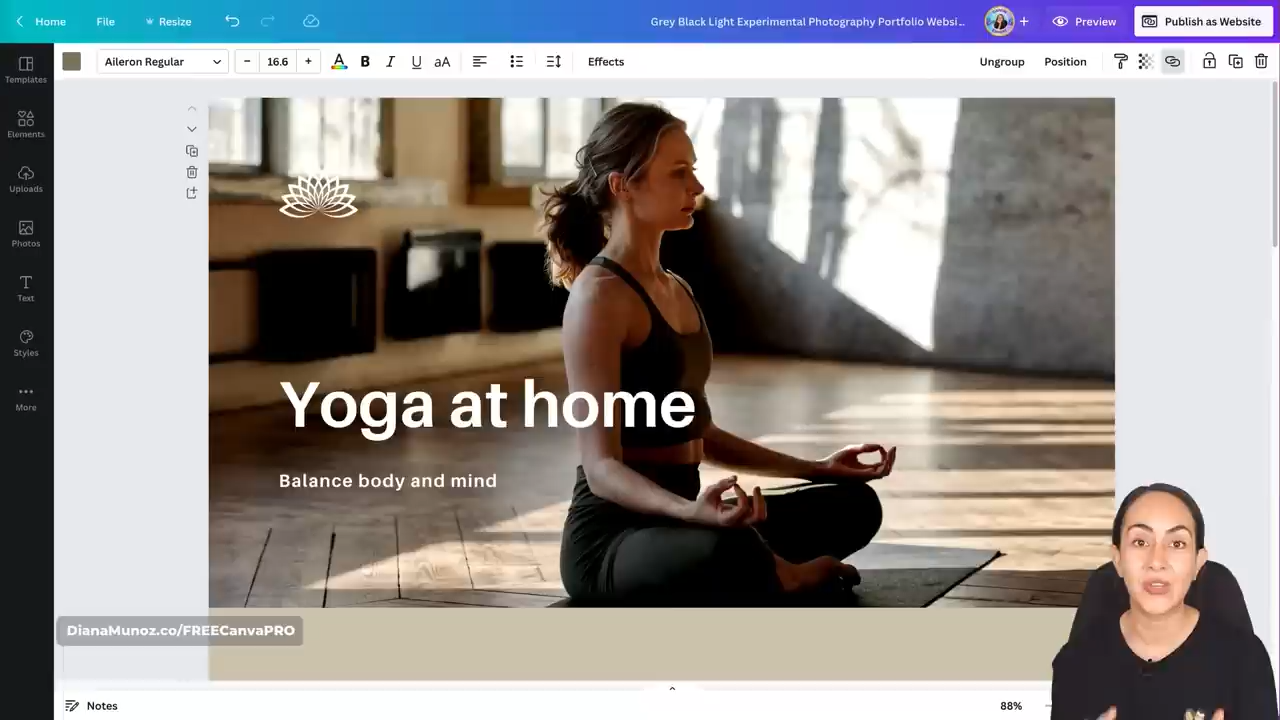 Home File Resize Grey Black Light Experimental Photography Portfolio Websi... + Preview Publish as Website
Aileron Regular − 16.6 + A B I U aA Effects Ungroup Position
Templates
Elements
Uploads
Photos
Text
Styles
More
Yoga at home
Balance body and mind
DianaMunoz.co/FREECanvaPRO
Notes 88%